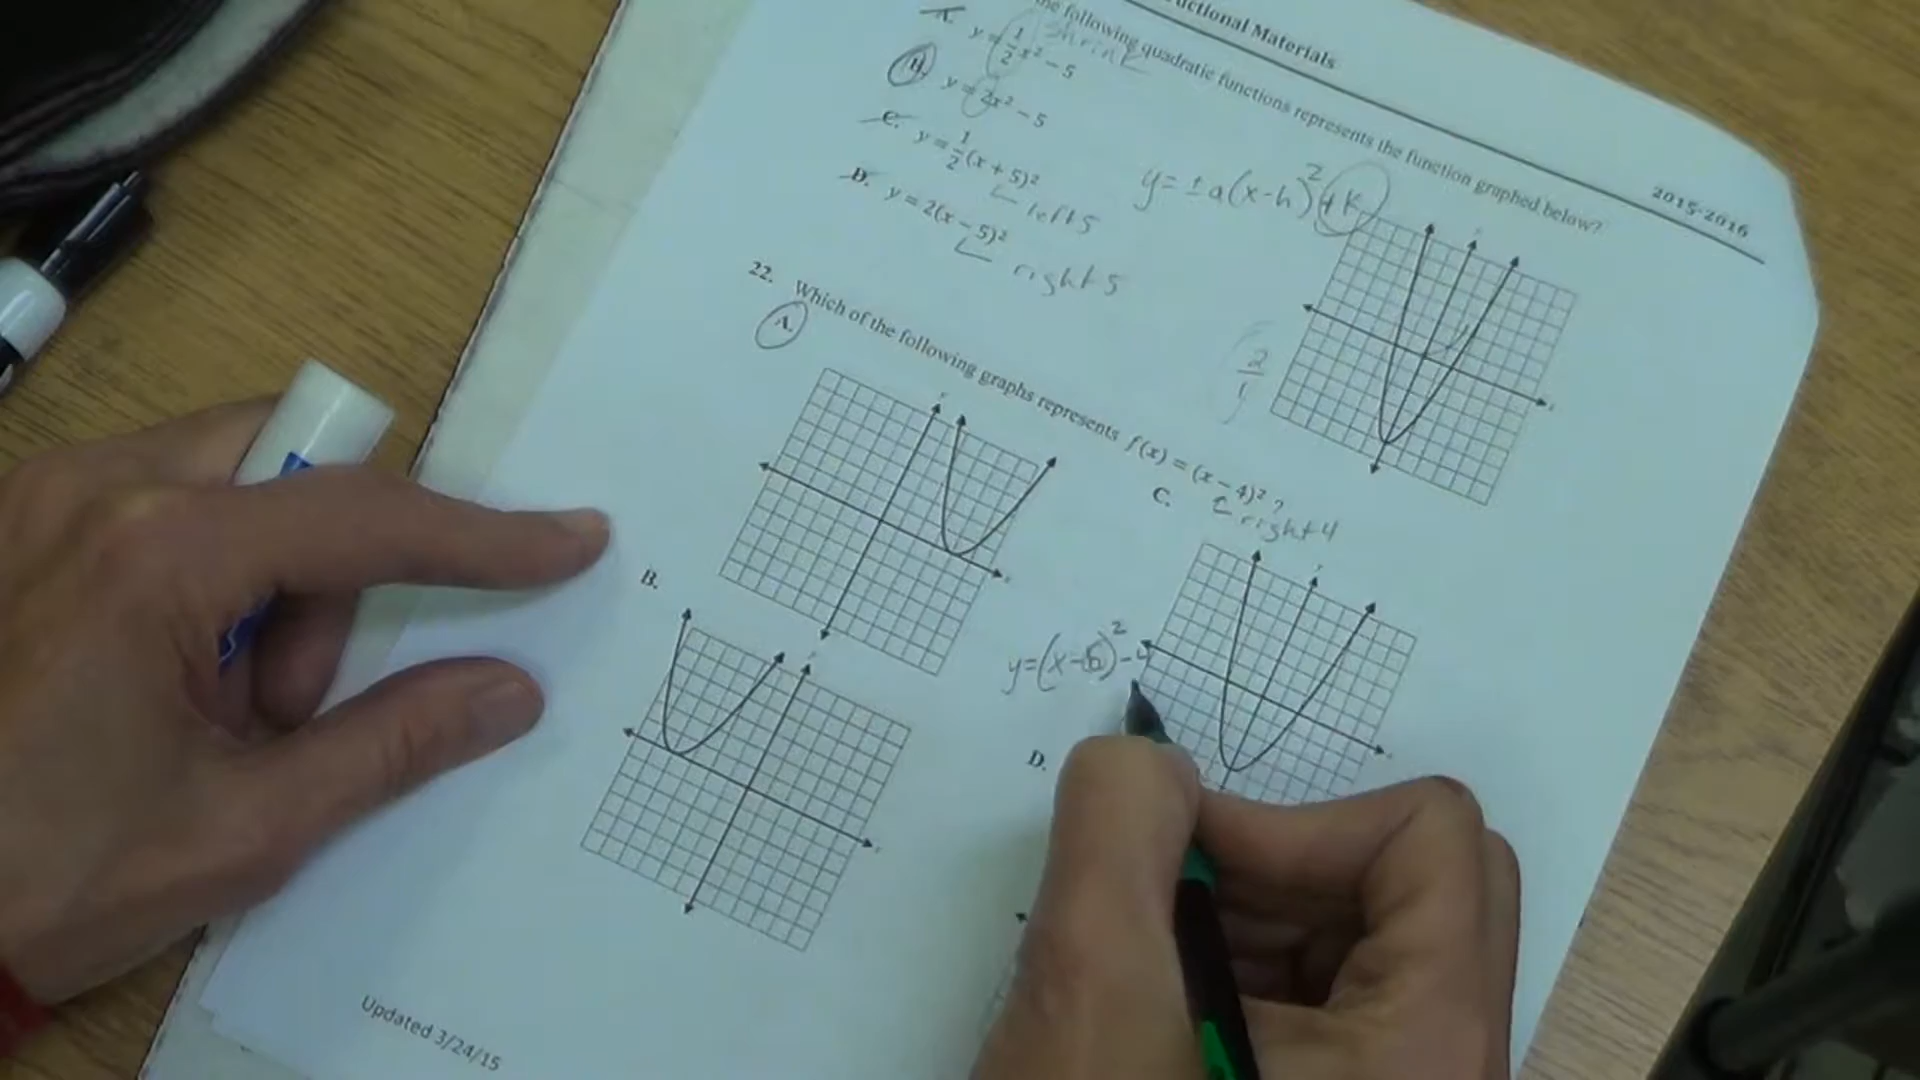 uctional Materials
2015-2016
the following quadratic functions represents the function graphed below?
A. y = 1/2 x² - 5
shrink
B. y = 2x² - 5
C. y = 1/2 (x + 5)²
left 5
D. y = 2(x - 5)²
right 5
y = ± a(x-h)² + k
2/1
22. Which of the following graphs represents f(x) = (x - 4)² ?
right 4
A.
C.
B.
y=(x-6)²-4
D.
Updated 3/24/15